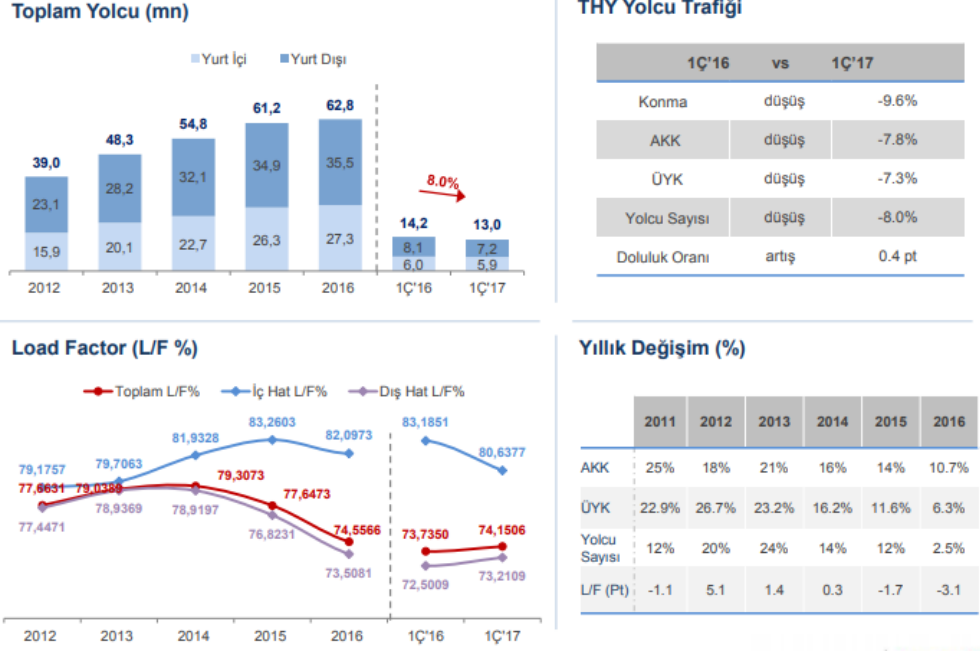 Toplam Yolcu (mn)
Yurt İçi Yurt Dışı
39,0 48,3 54,8 61,2 62,8 14,2 13,0
8.0%
23,1 28,2 32,1 34,9 35,5 8,1 7,2
15,9 20,1 22,7 26,3 27,3 6,0 5,9
2012 2013 2014 2015 2016 1Ç'16 1Ç'17
THY Yolcu Trafiği
1Ç'16 vs 1Ç'17
Konma düşüş -9.6%
AKK düşüş -7.8%
ÜYK düşüş -7.3%
Yolcu Sayısı düşüş -8.0%
Doluluk Oranı artış 0.4 pt
Load Factor (L/F %)
Toplam L/F% İç Hat L/F% Dış Hat L/F%
79,1757 79,7063 81,9328 83,2603 82,0973 83,1851 80,6377
77,6631 79,0389 79,3073 77,6473 74,5566 73,7350 74,1506
77,4471 78,9369 78,9197 76,8231 73,5081 72,5009 73,2109
2012 2013 2014 2015 2016 1Ç'16 1Ç'17
Yıllık Değişim (%)
2011 2012 2013 2014 2015 2016
AKK 25% 18% 21% 16% 14% 10.7%
ÜYK 22.9% 26.7% 23.2% 16.2% 11.6% 6.3%
Yolcu
Sayısı 12% 20% 24% 14% 12% 2.5%
L/F (Pt) -1.1 5.1 1.4 0.3 -1.7 -3.1